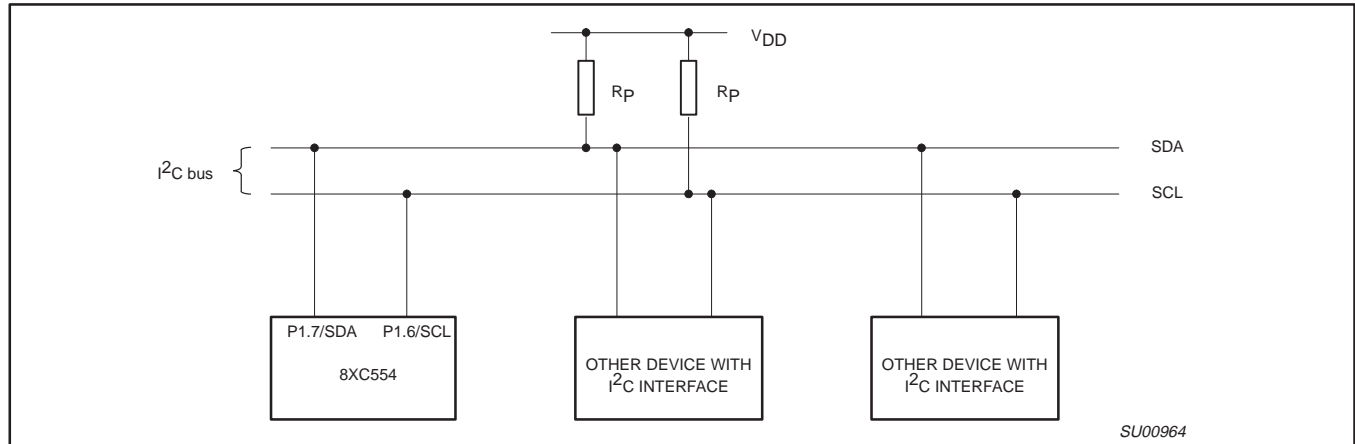 VDD
RP RP
SDA
I2C bus
SCL
P1.7/SDA P1.6/SCL
8XC554
OTHER DEVICE WITH
I2C INTERFACE
OTHER DEVICE WITH
I2C INTERFACE
SU00964